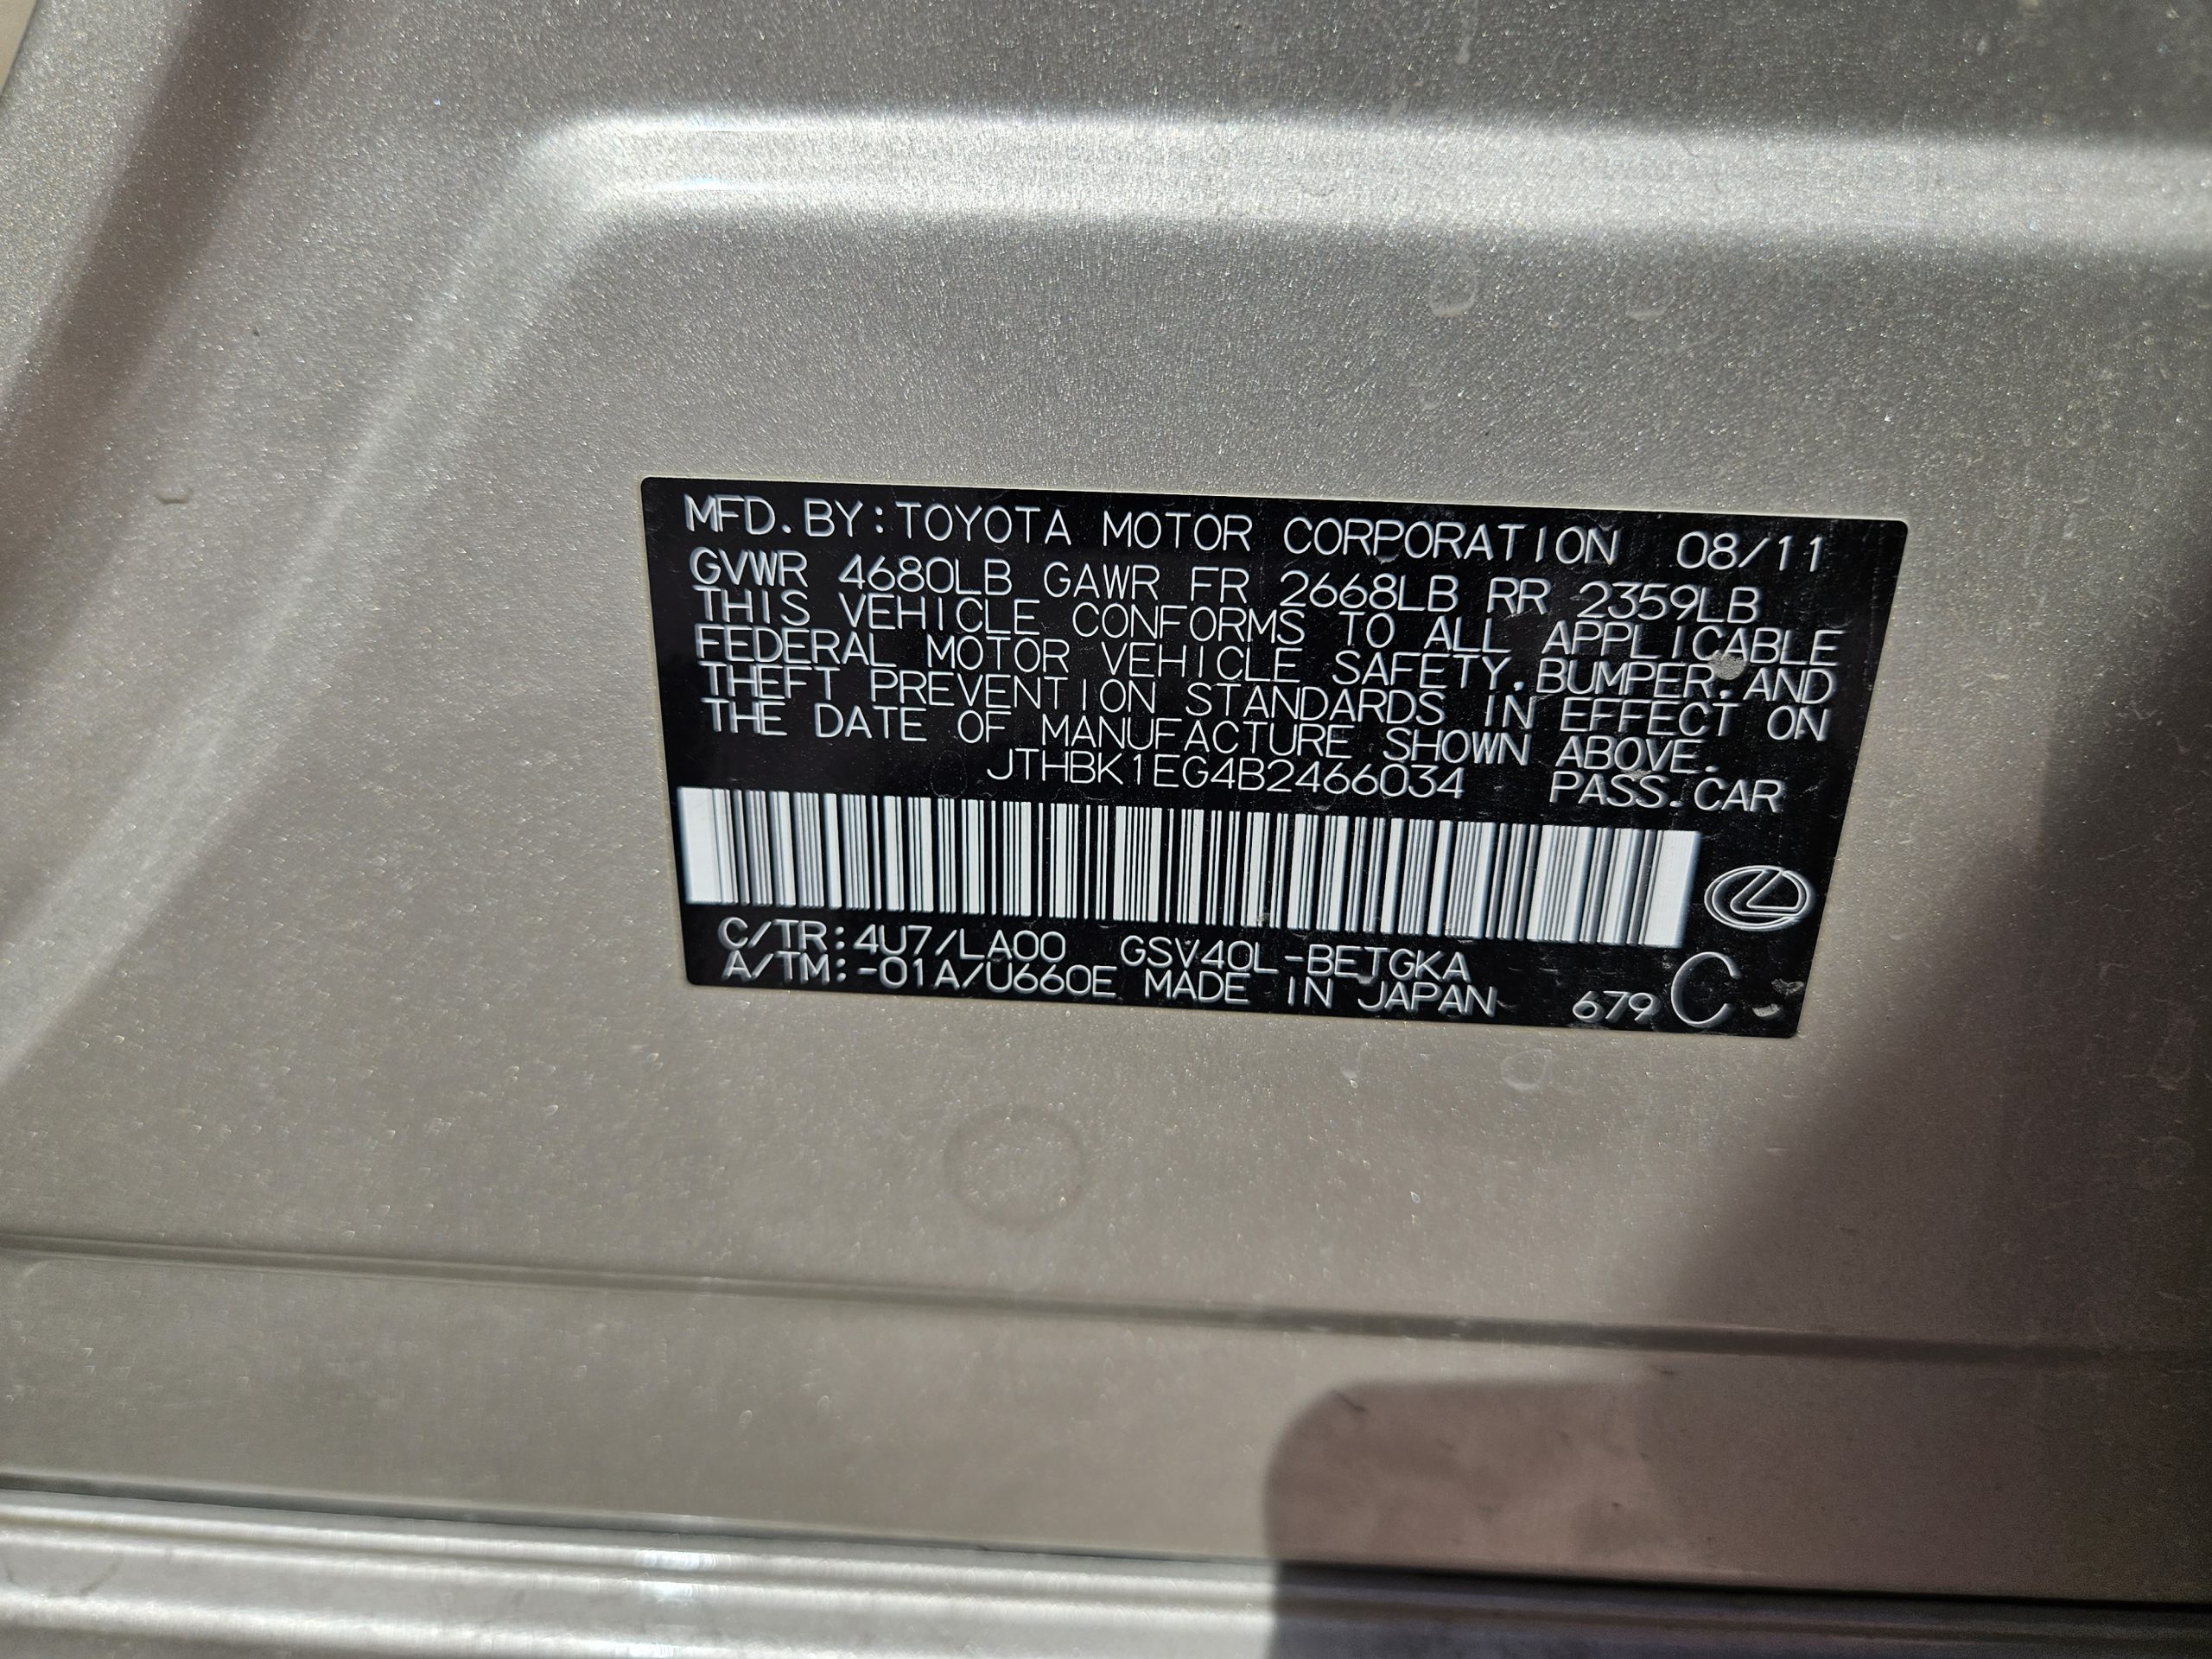 MFD. BY:TOYOTA MOTOR CORPORATION 08/11
GVWR 4680LB GAWR FR 2668LB RR 2359LB
THIS VEHICLE CONFORMS TO ALL APPLICABLE
FEDERAL MOTOR VEHICLE SAFETY, BUMPER, AND
THEFT PREVENTION STANDARDS IN EFFECT ON
THE DATE OF MANUFACTURE SHOWN ABOVE.
JTHBK1EG4B2466034 PASS. CAR
C/TR:4U7/LA00 GSV40L-BETGKA
A/TM:-01A/U660E MADE IN JAPAN 679 C